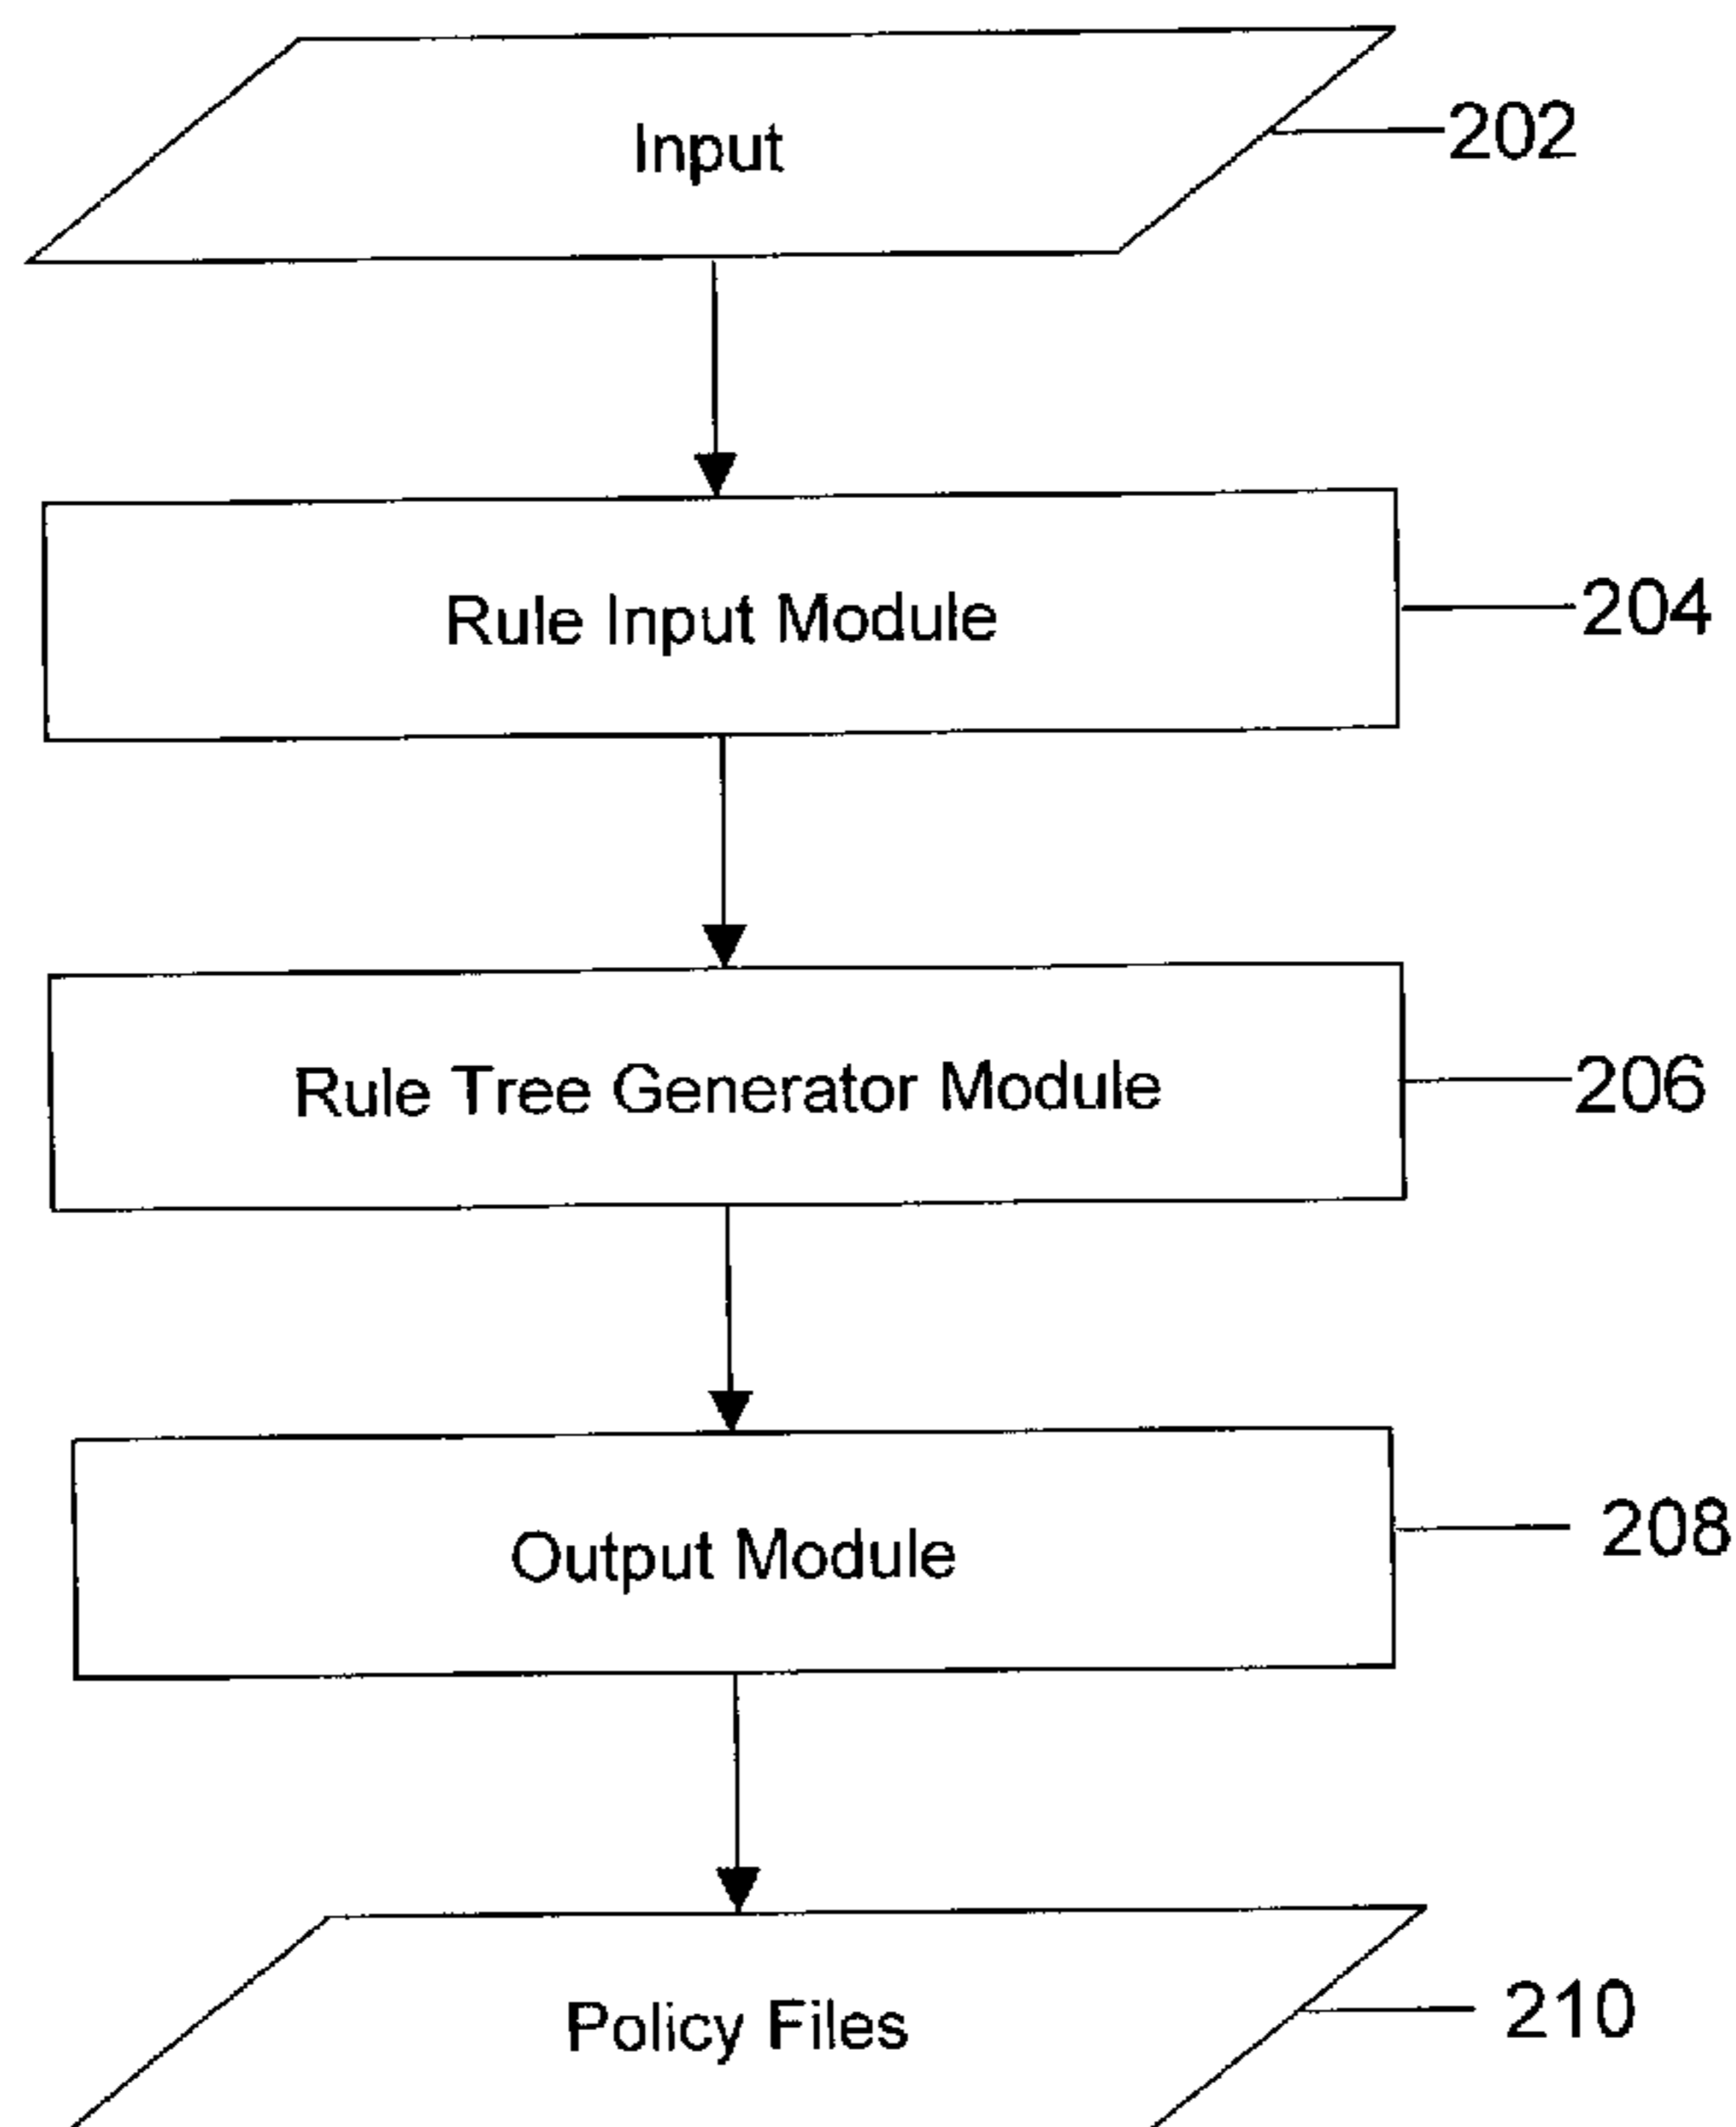 Input
202
Rule Input Module
204
Rule Tree Generator Module
206
Output Module
208
Policy Files
210